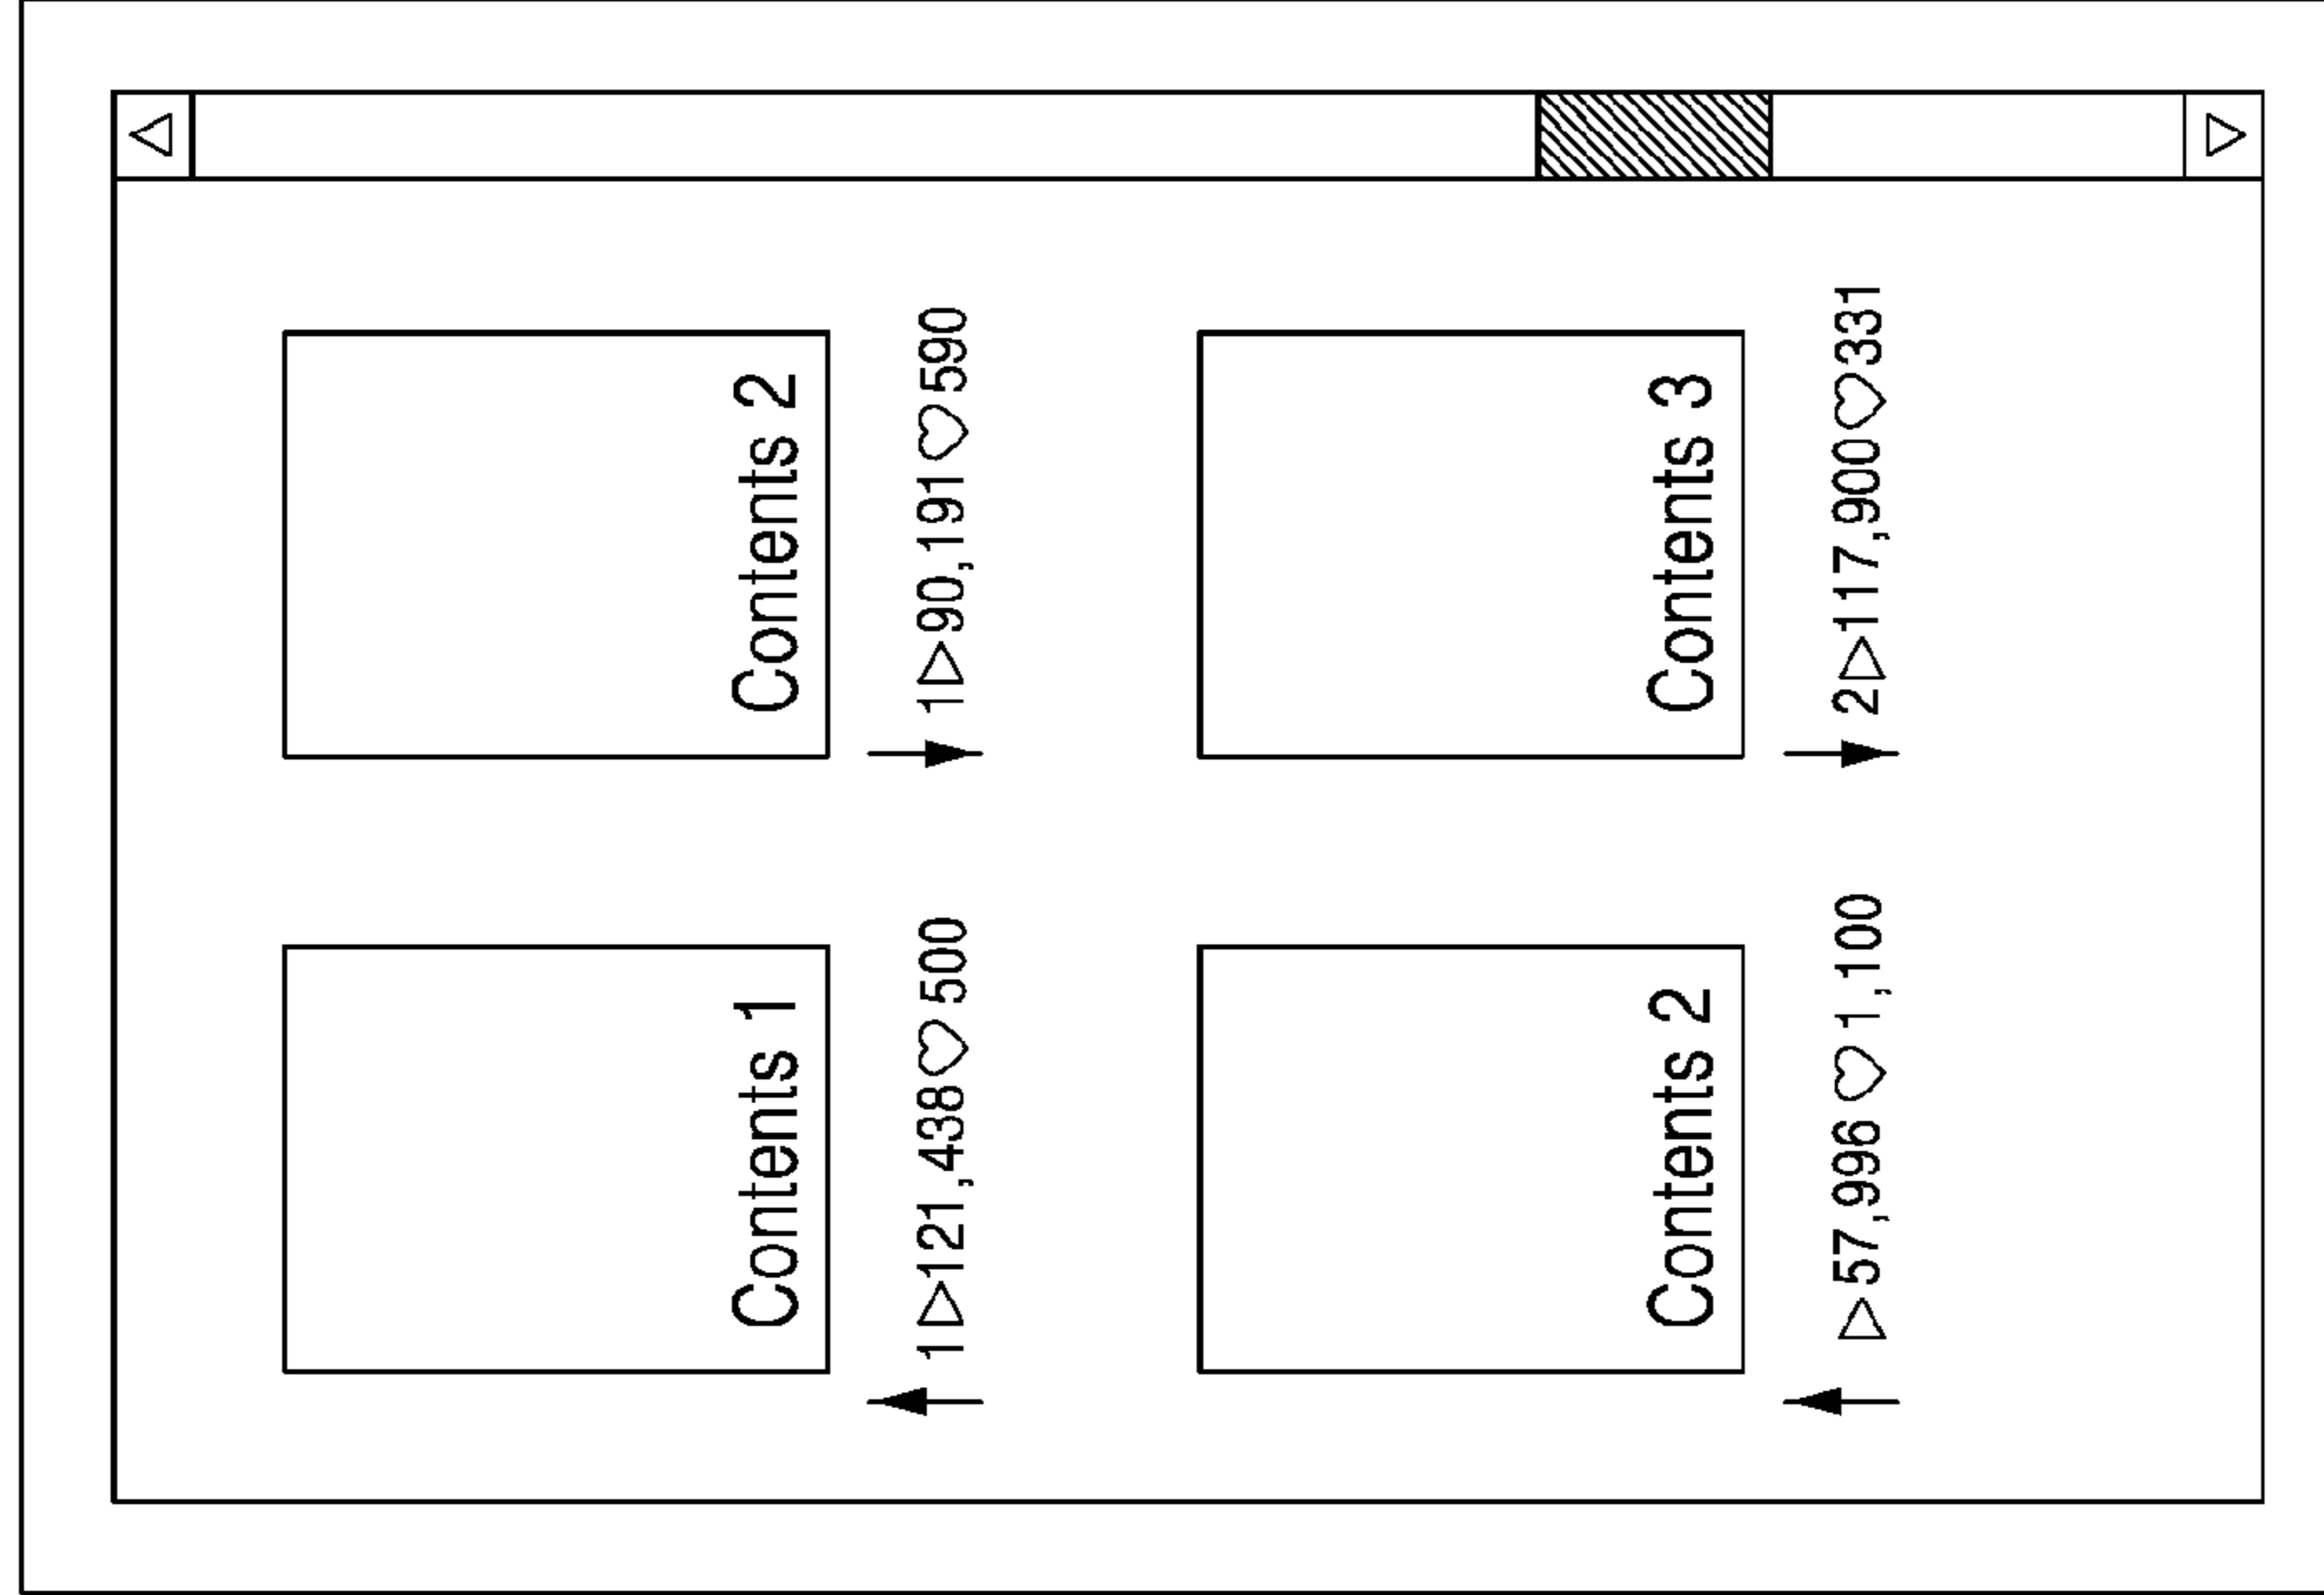 Contents 1
Contents 2
↑ 1▷121,438♡500
↓ 1▷90,191♡590
Contents 2
Contents 3
↑ ▷57,996♡1,100
↓ 2▷117,900♡331